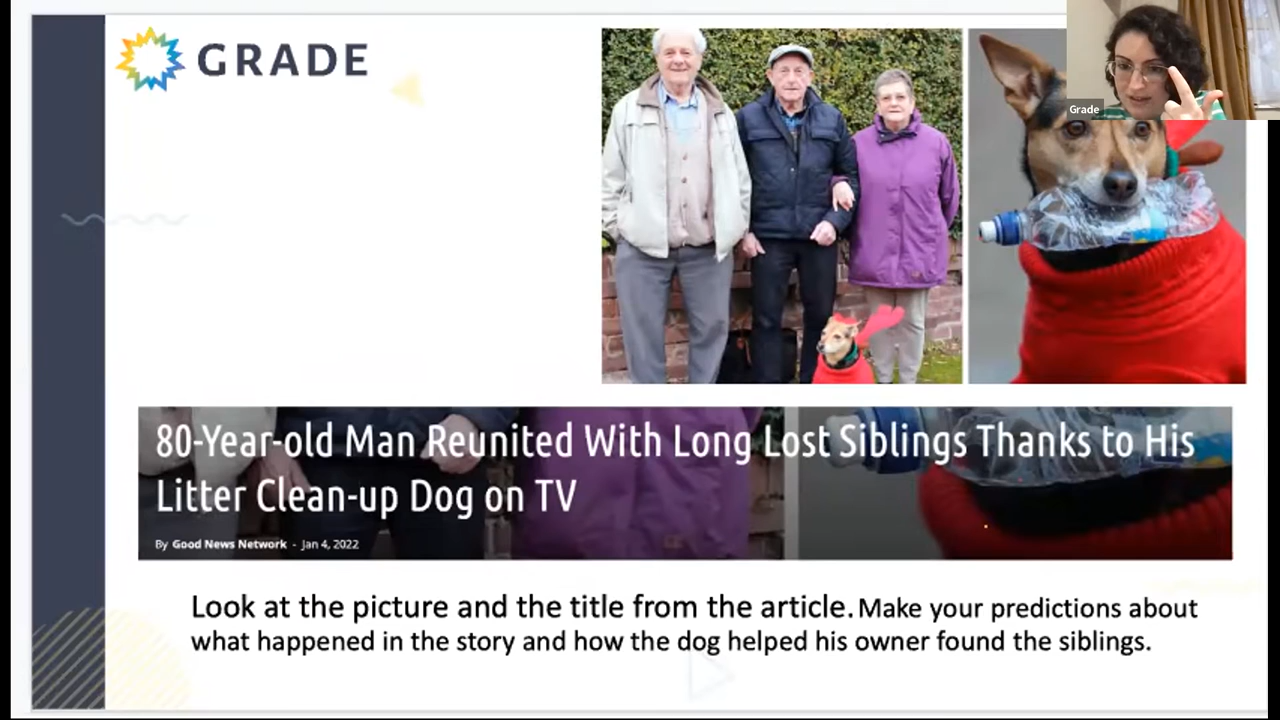 GRADE
Grade
80-Year-old Man Reunited With Long Lost Siblings Thanks to His
Litter Clean-up Dog on TV
By Good News Network - Jan 4, 2022
Look at the picture and the title from the article. Make your predictions about
what happened in the story and how the dog helped his owner found the siblings.